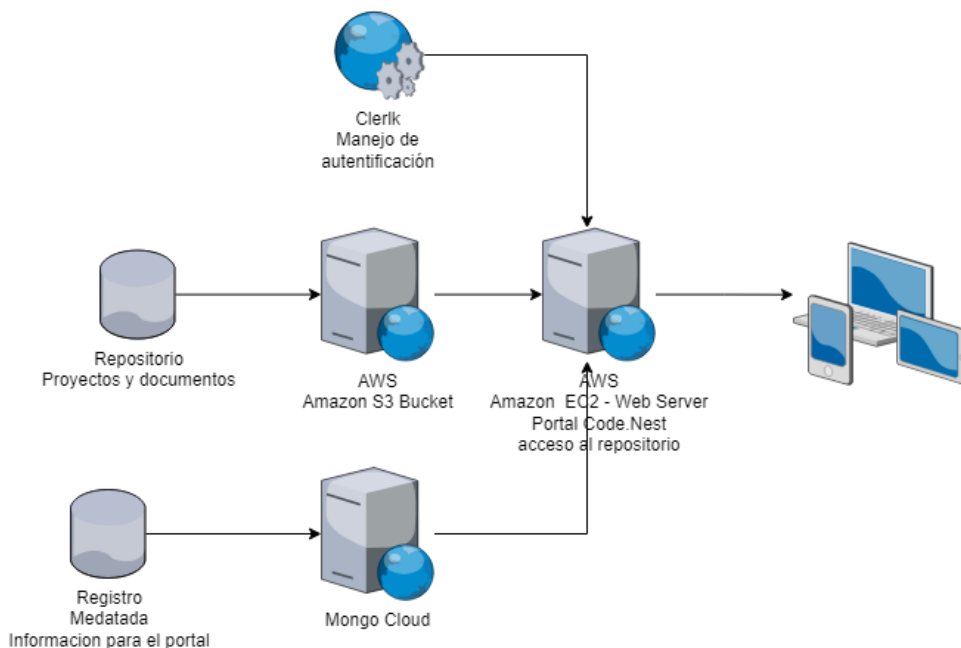 Clerlk
Manejo de
autentificación
Repositorio
Proyectos y documentos
AWS
Amazon S3 Bucket
AWS
Amazon EC2 - Web Server
Portal Code.Nest
acceso al repositorio
Registro
Medatada
Informacion para el portal
Mongo Cloud